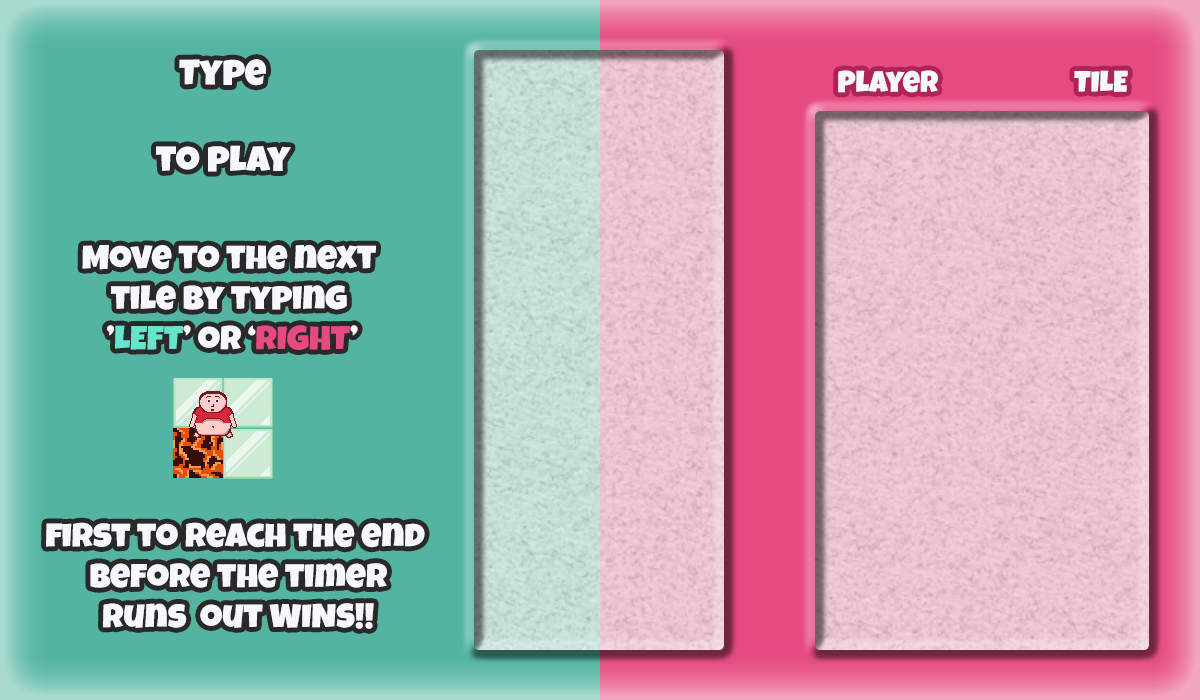 TYPE
TO PLAY
MOVE TO THE NEXT
TILE BY TYPING
'LEFT' OR 'RIGHT'
FIRST TO REACH THE END
BEFORE THE TIMER
RUNS OUT WINS!!
PLAYER TILE